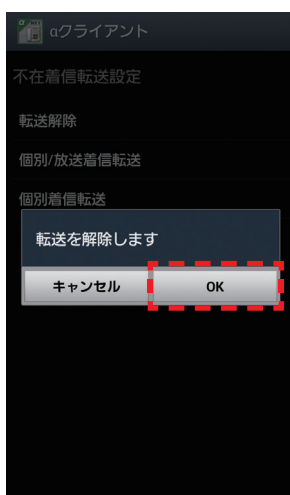 αクライアント
不在着信転送設定
転送解除
個別/放送着信転送
個別着信転送
転送を解除します
キャンセル
OK